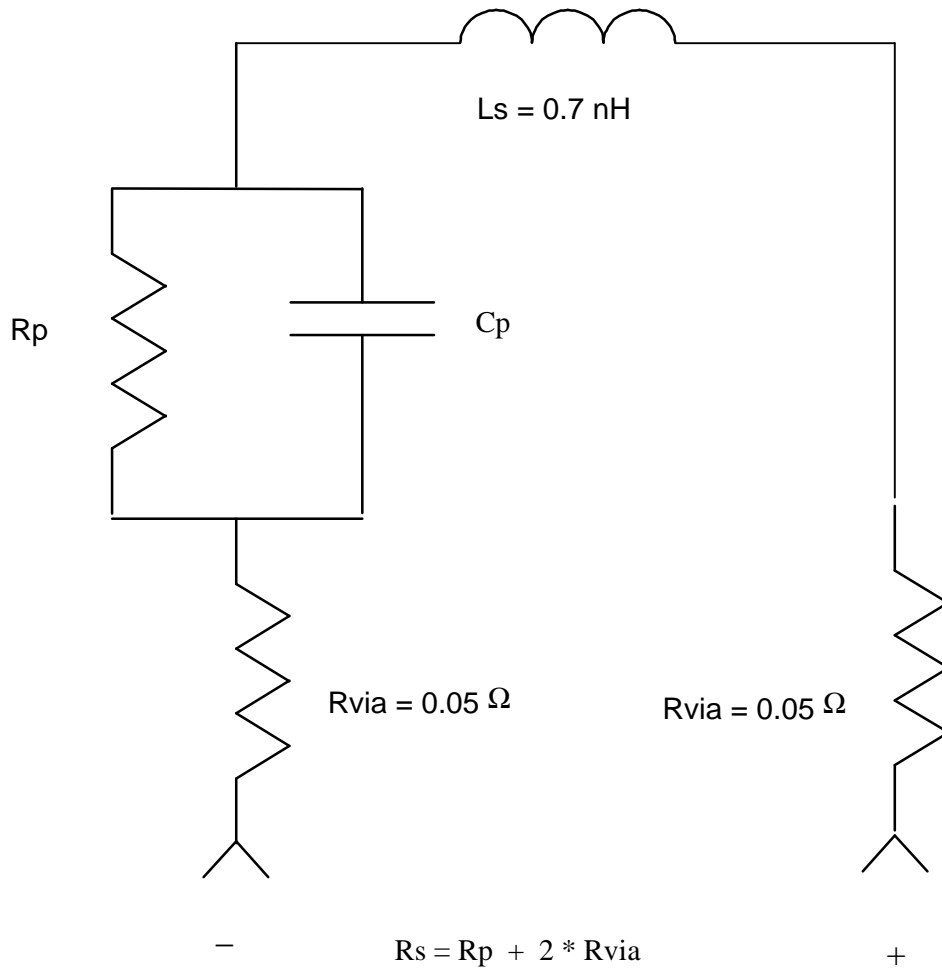 Ls = 0.7 nH
Rp
Cp
Rvia = 0.05 Ω
Rvia = 0.05 Ω
−
Rs = Rp + 2 * Rvia
+